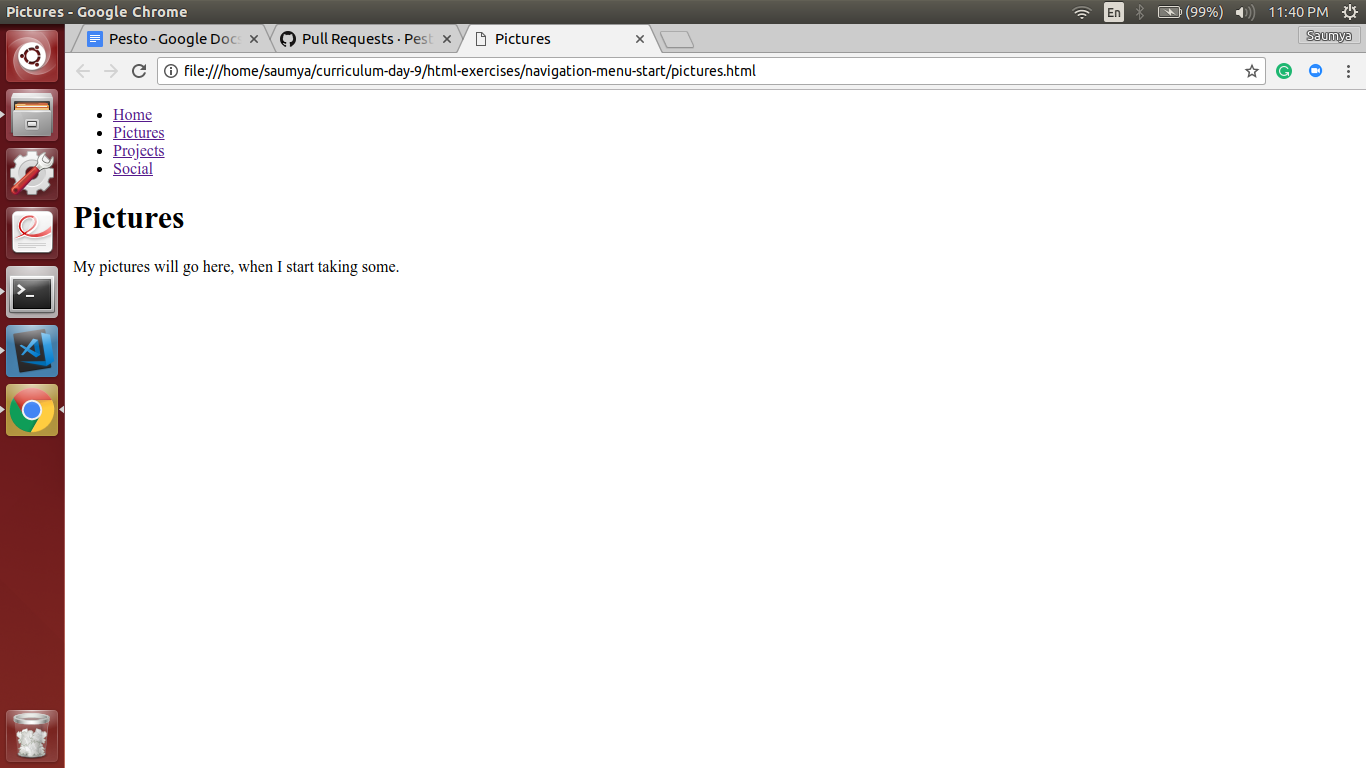 Pictures - Google Chrome
En (99%) 11:40 PM
Pesto - Google Docs Pull Requests · Pest Pictures Saumya
file:///home/saumya/curriculum-day-9/html-exercises/navigation-menu-start/pictures.html
• Home
• Pictures
• Projects
• Social
Pictures
My pictures will go here, when I start taking some.